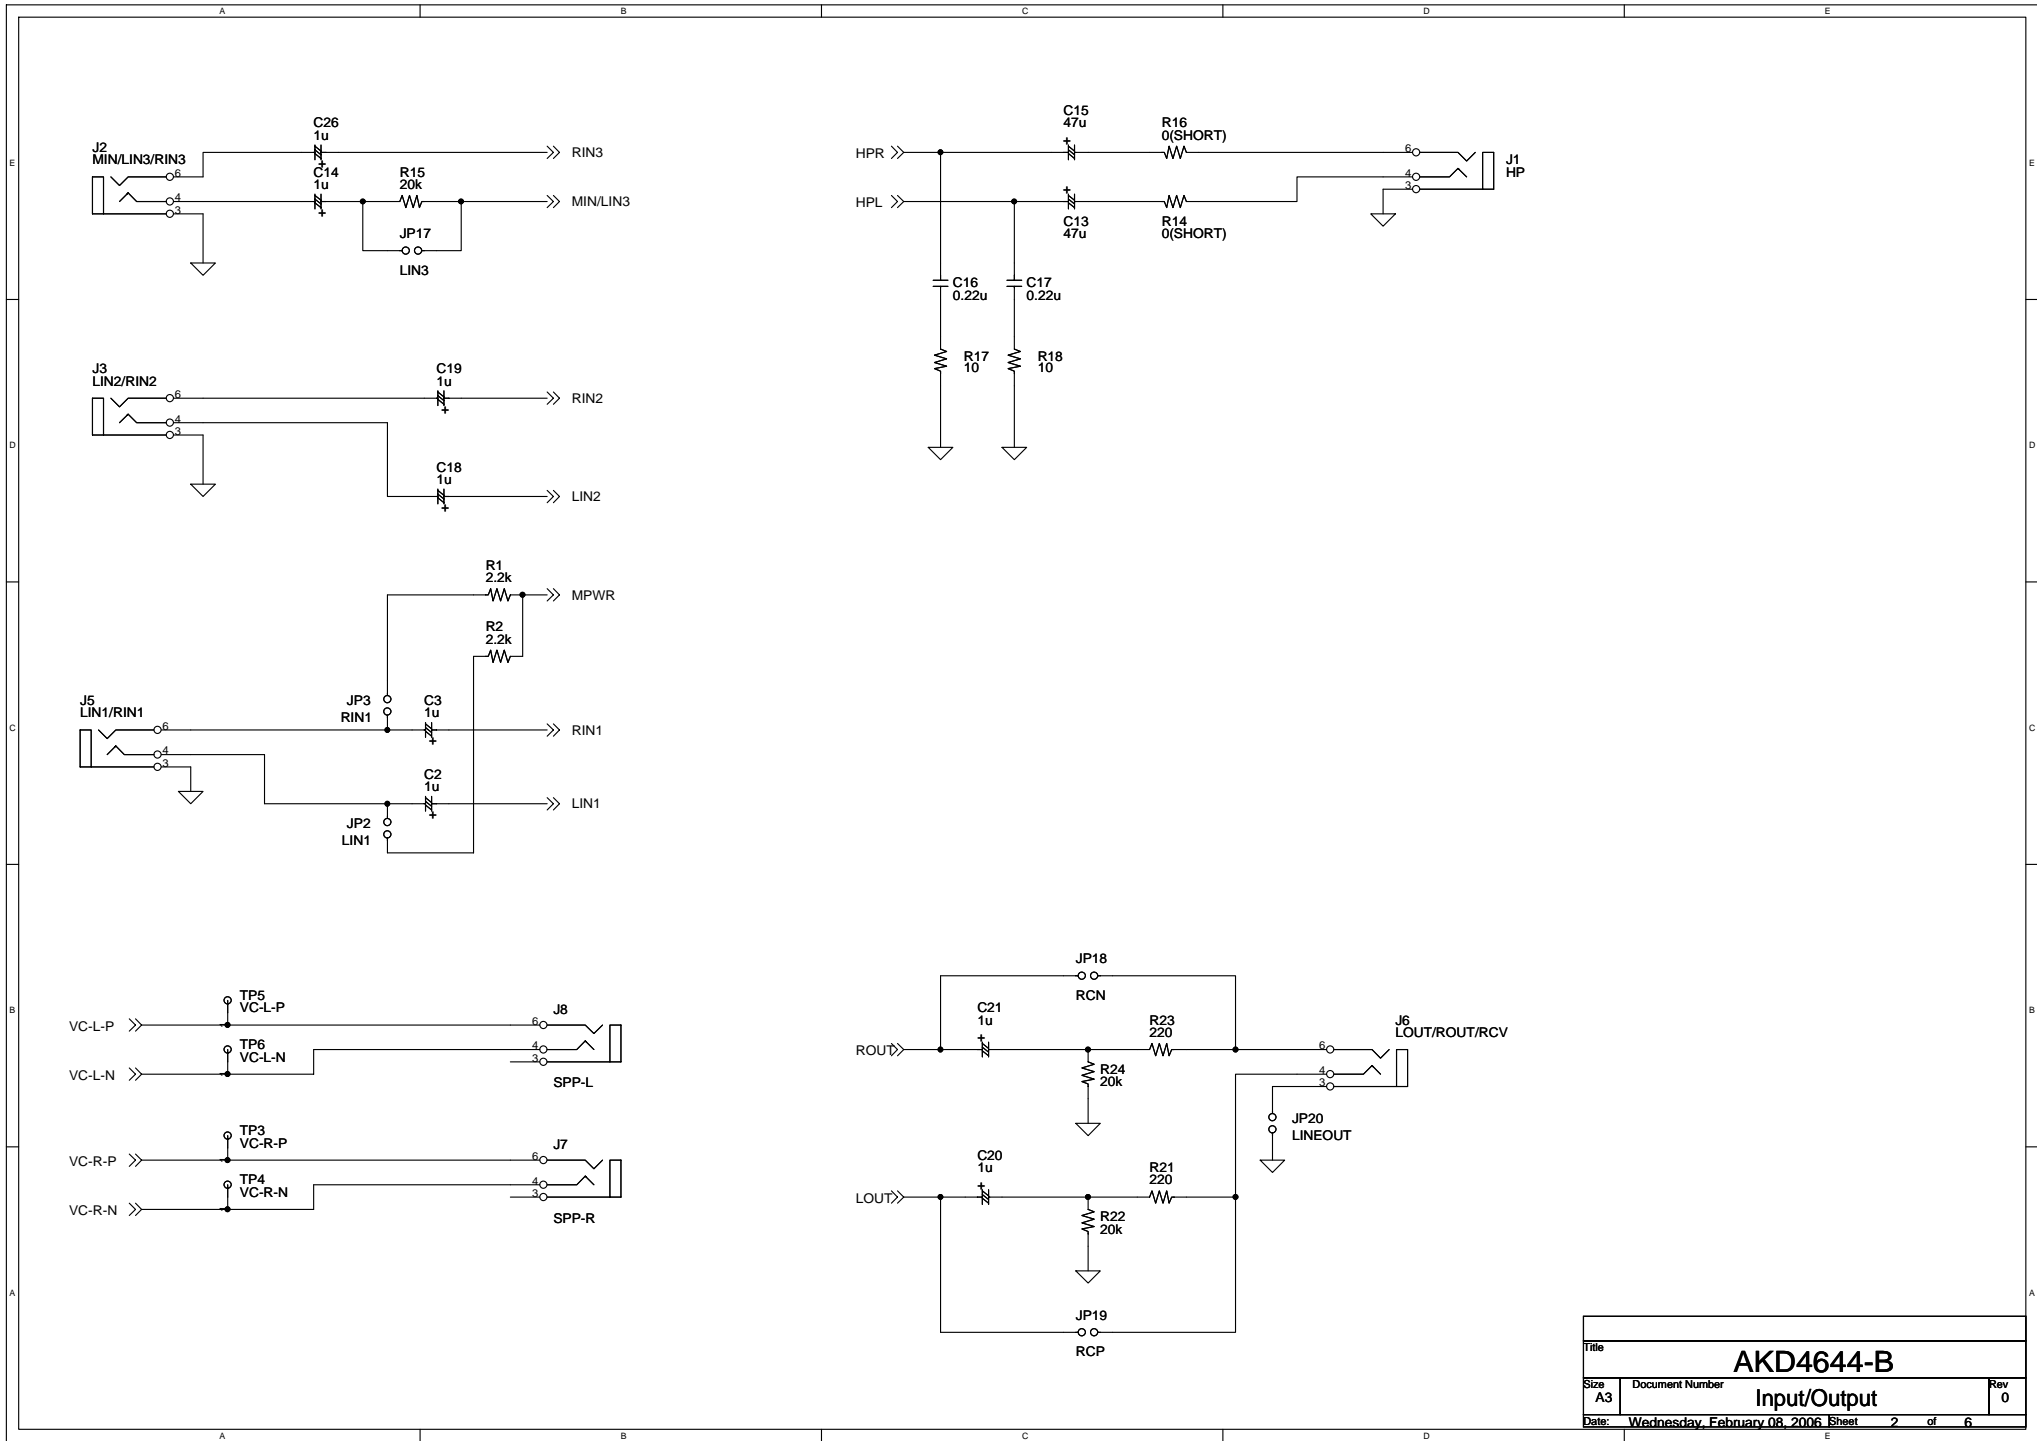 A B C D E
E
D
C
B
A
E
D
C
B
A
A B C D E
J2
MIN/LIN3/RIN3
6
4
3
C26
1u
+
C14
1u
+
R15
20k
JP17
LIN3
RIN3
MIN/LIN3
J3
LIN2/RIN2
6
4
3
C19
1u
+
RIN2
C18
1u
+
LIN2
R1
2.2k
MPWR
R2
2.2k
J5
LIN1/RIN1
6
4
3
JP3
RIN1
C3
1u
+
RIN1
C2
1u
+
LIN1
JP2
LIN1
VC-L-P
TP5
VC-L-P
1
VC-L-N
TP6
VC-L-N
1
J8
6
4
3
SPP-L
VC-R-P
TP3
VC-R-P
1
VC-R-N
TP4
VC-R-N
1
J7
6
4
3
SPP-R
HPR
HPL
C15
47u
+
R16
0(SHORT)
+
C13
47u
R14
0(SHORT)
6
4
3
J1
HP
C16
0.22u
C17
0.22u
R17
10
R18
10
JP18
RCN
ROUT
C21
1u
+
R23
220
R24
20k
J6
LOUT/ROUT/RCV
6
4
3
JP20
LINEOUT
LOUT
C20
1u
+
R21
220
R22
20k
JP19
RCP
Title
AKD4644-B
Size
A3
Document Number
Input/Output
Rev
0
Date: Wednesday, February 08, 2006 Sheet 2 of 6